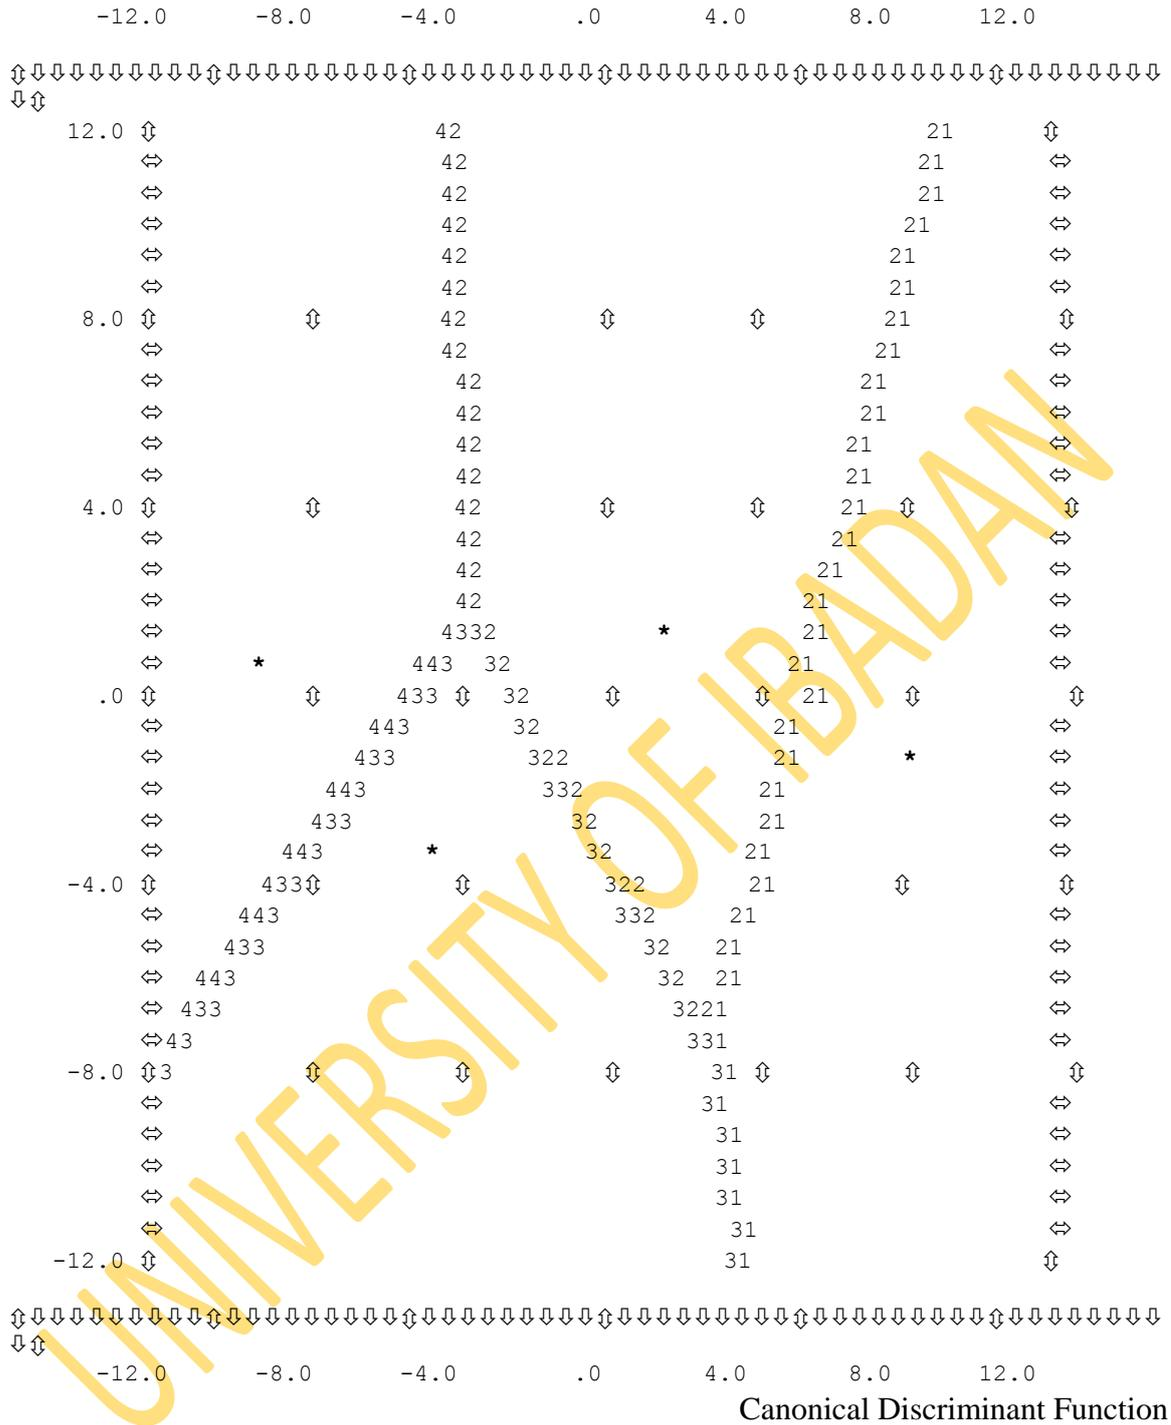 -12.0 -8.0 -4.0 .0 4.0 8.0 12.0
⇕⇓⇓⇓⇓⇓⇓⇓⇓⇓⇕⇓⇓⇓⇓⇓⇓⇓⇓⇓⇕⇓⇓⇓⇓⇓⇓⇓⇓⇓⇕⇓⇓⇓⇓⇓⇓⇓⇓⇓⇕⇓⇓⇓⇓⇓⇓⇓⇓⇓⇕⇓⇓⇓⇓⇓⇓⇓⇓
⇓⇕
12.0 ⇕ 42 21 ⇕
⇔ 42 21 ⇔
⇔ 42 21 ⇔
⇔ 42 21 ⇔
⇔ 42 21 ⇔
⇔ 42 21 ⇔
8.0 ⇕ ⇕ 42 ⇕ ⇕ 21 ⇕
⇔ 42 21 ⇔
⇔ 42 21 ⇔
⇔ 42 21 ⇔
⇔ 42 21 ⇔
⇔ 42 21 ⇔
4.0 ⇕ ⇕ 42 ⇕ ⇕ 21 ⇕ ⇕
⇔ 42 21 ⇔
⇔ 42 21 ⇔
⇔ 42 21 ⇔
⇔ 4332 * 21 ⇔
⇔ * 443 32 21 ⇔
.0 ⇕ ⇕ 433 ⇕ 32 ⇕ ⇕ 21 ⇕ ⇕
⇔ 443 32 21 ⇔
⇔ 433 322 21 * ⇔
⇔ 443 332 21 ⇔
⇔ 433 32 21 ⇔
⇔ 443 * 32 21 ⇔
-4.0 ⇕ 433⇕ ⇕ 322 21 ⇕ ⇕
⇔ 443 332 21 ⇔
⇔ 433 32 21 ⇔
⇔ 443 32 21 ⇔
⇔ 433 3221 ⇔
⇔43 331 ⇔
-8.0 ⇕3 ⇕ ⇕ ⇕ 31 ⇕ ⇕ ⇕
⇔ 31 ⇔
⇔ 31 ⇔
⇔ 31 ⇔
⇔ 31 ⇔
⇔ 31 ⇔
-12.0 ⇕ 31 ⇕
⇕⇓⇓⇓⇓⇓⇓⇓⇓⇓⇕⇓⇓⇓⇓⇓⇓⇓⇓⇓⇕⇓⇓⇓⇓⇓⇓⇓⇓⇓⇕⇓⇓⇓⇓⇓⇓⇓⇓⇓⇕⇓⇓⇓⇓⇓⇓⇓⇓⇓⇕⇓⇓⇓⇓⇓⇓⇓⇓
⇓⇕
-12.0 -8.0 -4.0 .0 4.0 8.0 12.0
Canonical Discriminant Function
UNIVERSITY OF IBADAN